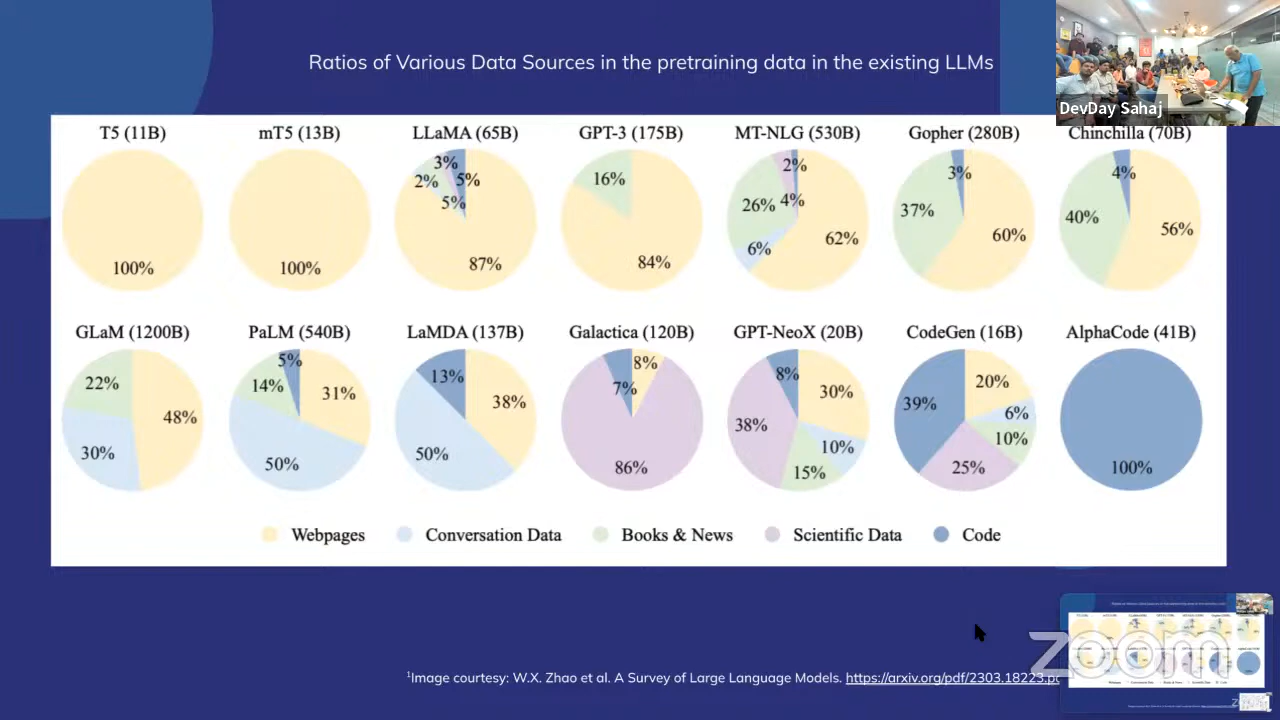 Ratios of Various Data Sources in the pretraining data in the existing LLMs
DevDay Sahaj
T5 (11B) mT5 (13B) LLaMA (65B) GPT-3 (175B) MT-NLG (530B) Gopher (280B) Chinchilla (70B)
100%
100%
3% 5% 2% 5% 87%
16% 84%
2% 4% 26% 6% 62%
3% 37% 60%
4% 40% 56%
GLaM (1200B) PaLM (540B) LaMDA (137B) Galactica (120B) GPT-NeoX (20B) CodeGen (16B) AlphaCode (41B)
22% 48% 30%
5% 14% 31% 50%
13% 38% 50%
8% 7% 86%
8% 30% 38% 10% 15%
20% 39% 6% 10% 25%
100%
Webpages Conversation Data Books & News Scientific Data Code
zoom
¹Image courtesy: W.X. Zhao et al. A Survey of Large Language Models. https://arxiv.org/pdf/2303.18223.pd